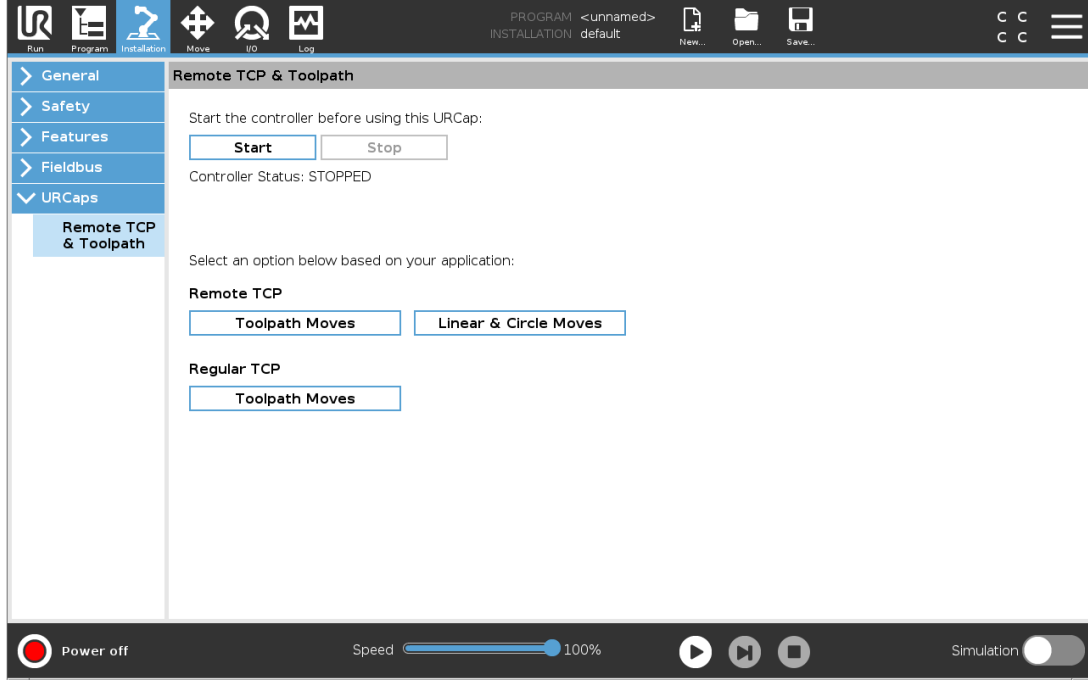 PROGRAM <unnamed>
INSTALLATION default
Run Program Installation Move I/O Log New... Open... Save...
C C
C C
General
Safety
Features
Fieldbus
URCaps
Remote TCP
& Toolpath
Remote TCP & Toolpath
Start the controller before using this URCap:
Start Stop
Controller Status: STOPPED
Select an option below based on your application:
Remote TCP
Toolpath Moves Linear & Circle Moves
Regular TCP
Toolpath Moves
Power off Speed 100% Simulation